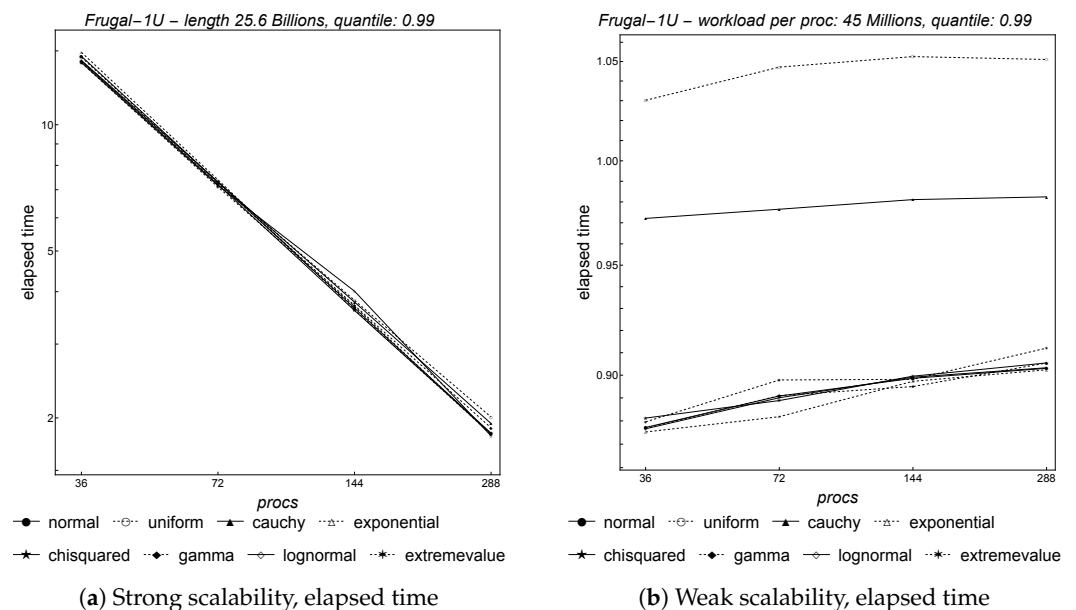 Frugal−1U − length 25.6 Billions, quantile: 0.99
elapsed time
10
5
2
36
72
144
288
procs
normal
uniform
cauchy
exponential
chisquared
gamma
lognormal
extremevalue
(a) Strong scalability, elapsed time
Frugal−1U − workload per proc: 45 Millions, quantile: 0.99
elapsed time
1.05
1.00
0.95
0.90
36
72
144
288
procs
normal
uniform
cauchy
exponential
chisquared
gamma
lognormal
extremevalue
(b) Weak scalability, elapsed time